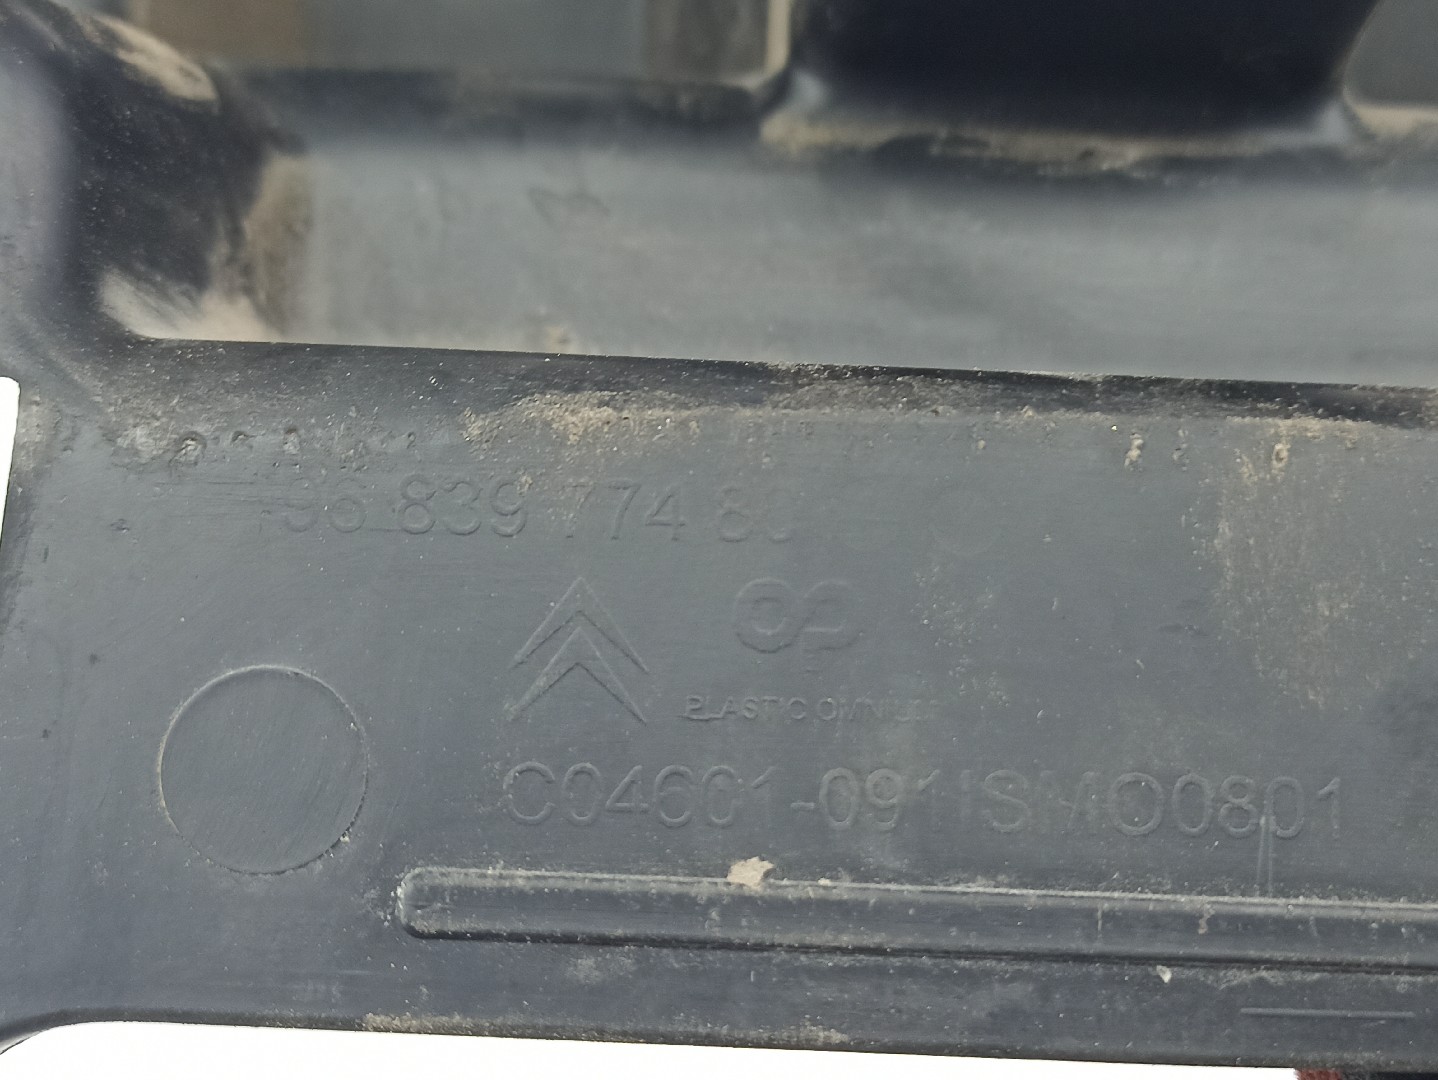 96 839 774 80
PLASTIC OMNIUM
C04601-091ISMO0801